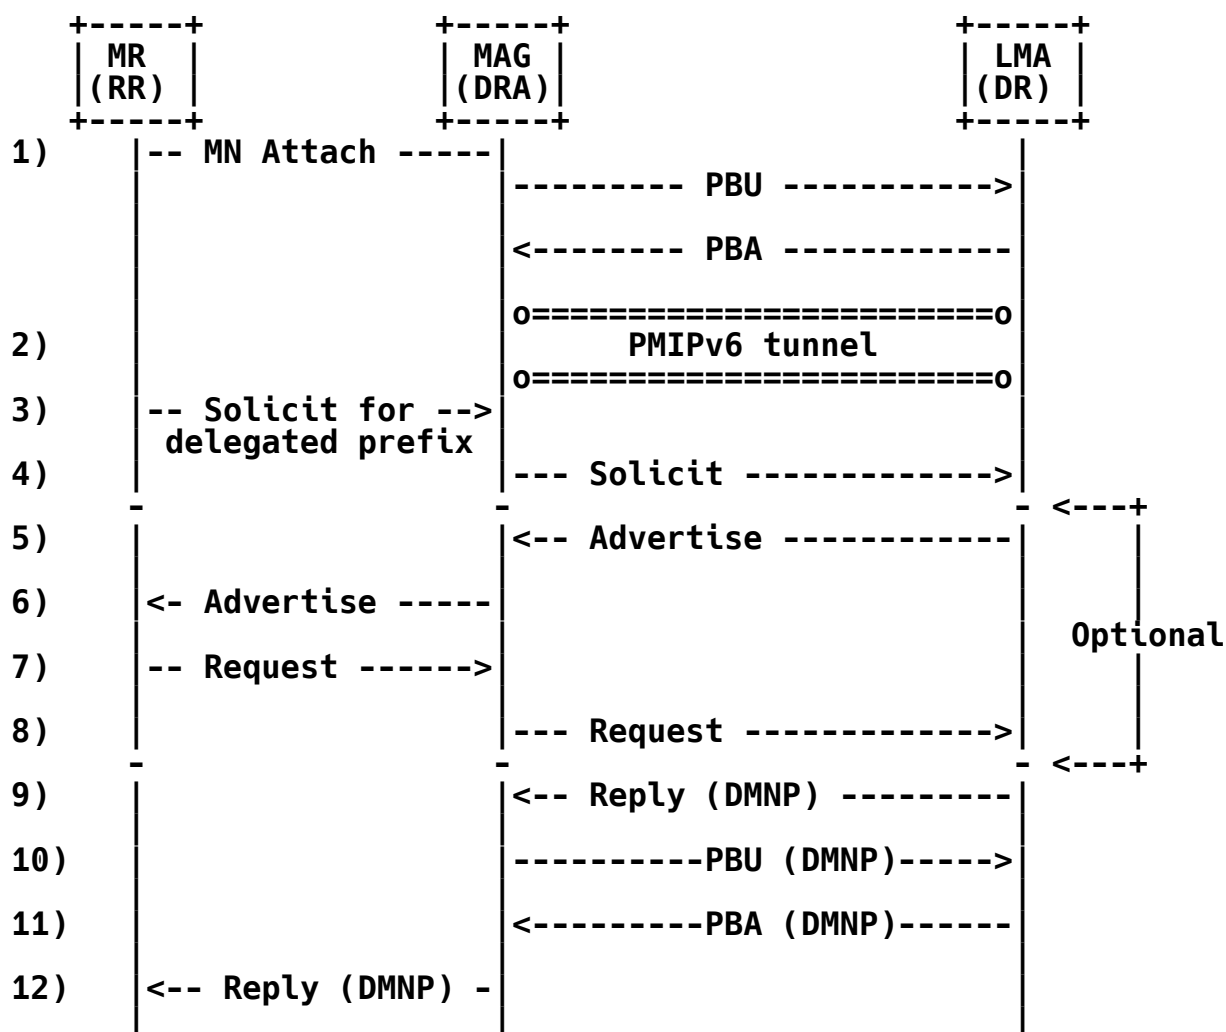 +-----+                  +-----+                    +-----+
| MR  |                  | MAG |                    | LMA |
|(RR) |                  |(DRA)|                    |(DR) |
+-----+                  +-----+                    +-----+
1)    |-- MN Attach -----|                          |
|--------- PBU ----------->|
|<-------- PBA ------------|
|o========================o|
2)    |                  |      PMIPv6 tunnel       |
|o========================o|
3)    |-- Solicit for -->|                          |
delegated prefix
4)    |                  |--- Solicit ------------->|
-                  -                          - <---+
5)    |                  |<-- Advertise ------------|     |
6)    |<- Advertise -----|                          |     |
Optional
7)    |-- Request ------>|                          |     |
8)    |                  |--- Request ------------->|     |
-                  -                          - <---+
9)    |                  |<-- Reply (DMNP) ---------|
10)   |                  |----------PBU (DMNP)----->|
11)   |                  |<---------PBA (DMNP)------|
12)   |<-- Reply (DMNP) -|                          |